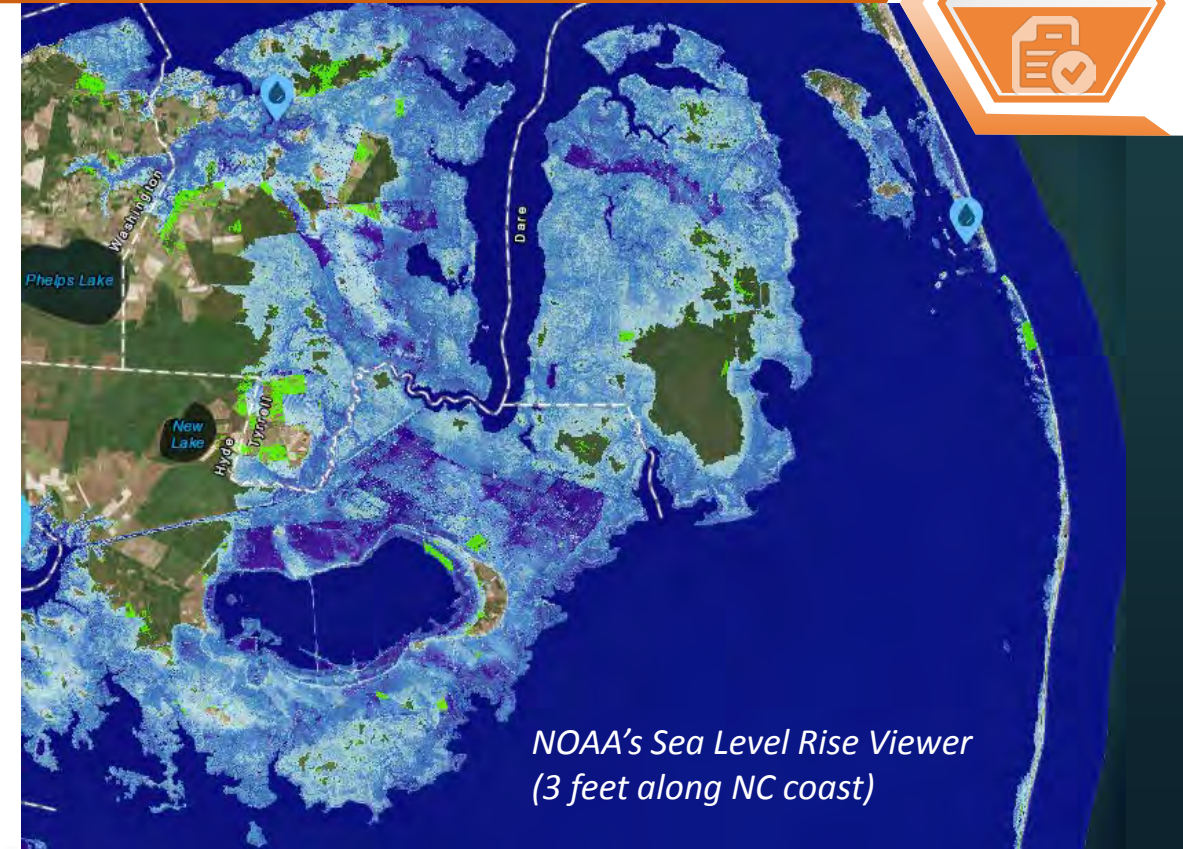 Washington
Dare
Phelps Lake
New
Lake
Hyde
Tyrrell
NOAA's Sea Level Rise Viewer
(3 feet along NC coast)